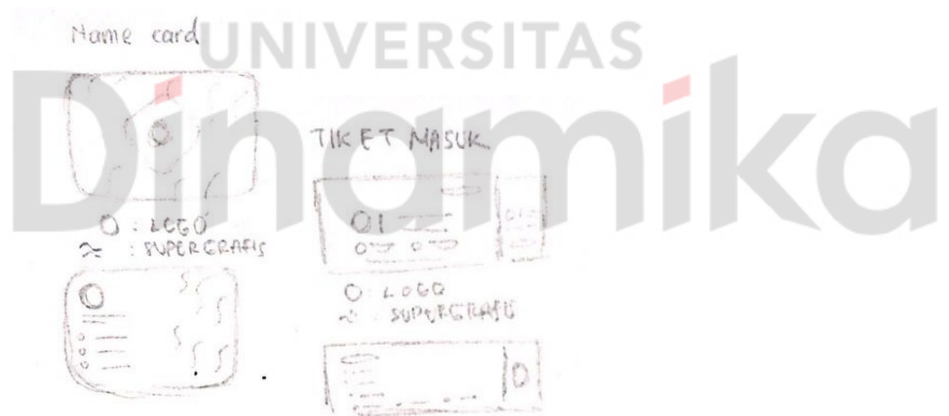 Name card
UNIVERSITAS
Dinamika
TIKET MASUK
O : LOGO
≈ : SUPERGRAFIS
O : LOGO
~ : SUPERGRAFIS